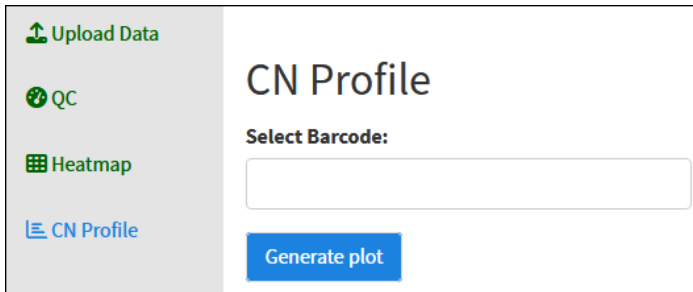 Upload Data
QC
Heatmap
CN Profile
CN Profile
Select Barcode:
Generate plot